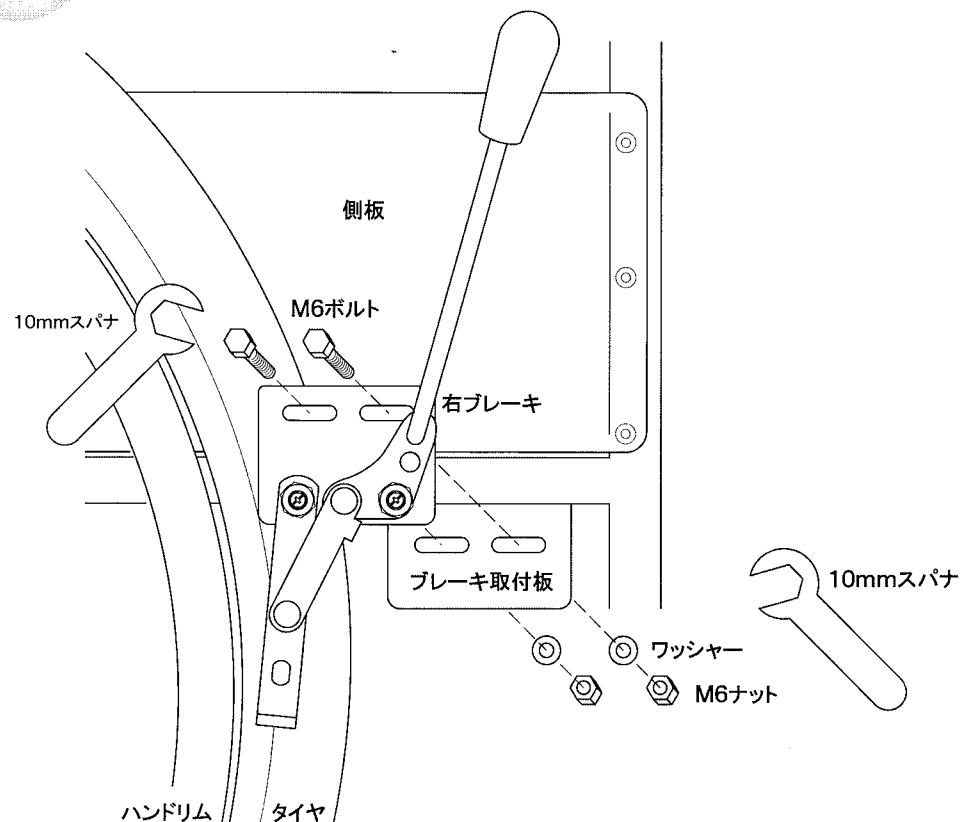 側板
M6ボルト
10mmスパナ
右ブレーキ
ブレーキ取付板
10mmスパナ
ワッシャー
M6ナット
ハンドリム
タイヤ